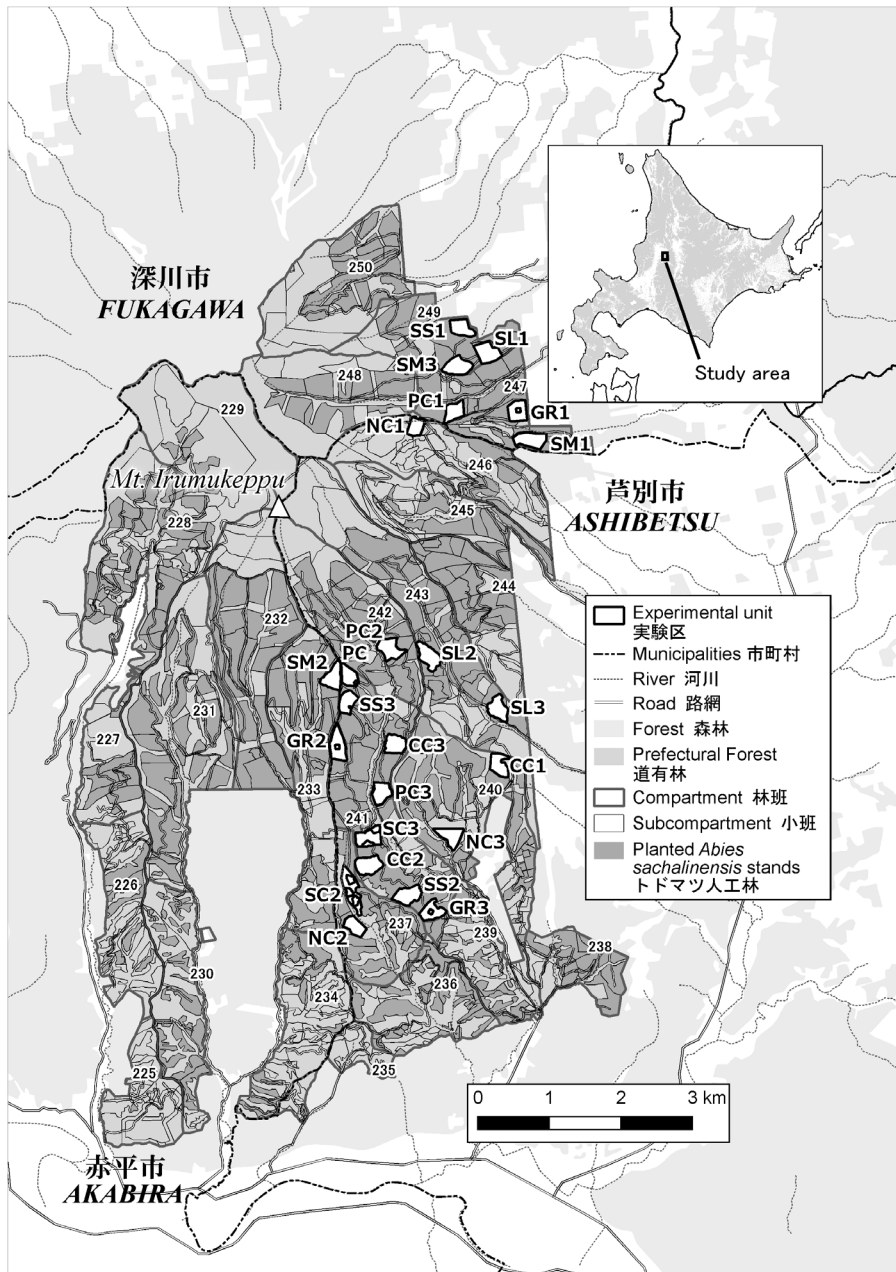 深川市
FUKAGAWA
250
249
SS1
SL1
SM3
248
247
PC1
GR1
NC1
SM1
229
246
Mt. Irumukeppu
245
228
芦別市
ASHIBETSU
Study area
244
243
242
232
PC2
SL2
SM2
PC
SS3
SL3
231
227
GR2
CC3
CC1
233
240
PC3
241
SC3
NC3
CC2
226
SC2
SS2
GR3
237
NC2
239
238
230
236
234
235
225
Experimental unit
実験区
Municipalities 市町村
River 河川
Road 路網
Forest 森林
Prefectural Forest
道有林
Compartment 林班
Subcompartment 小班
Planted Abies
sachalinensis stands
トドマツ人工林
0 1 2 3 km
赤平市
AKABIRA